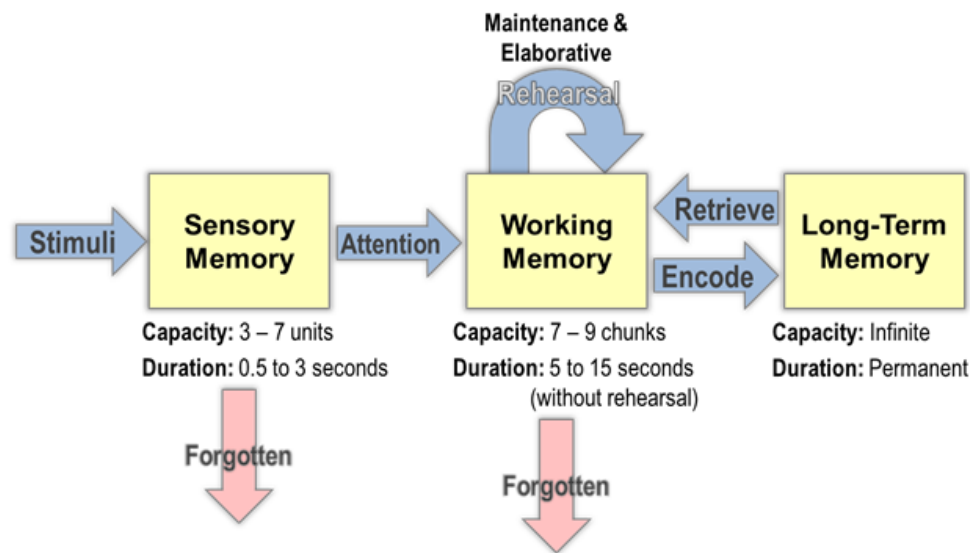 Maintenance &
Elaborative
Rehearsal
Stimuli
Sensory
Memory
Attention
Working
Memory
Retrieve
Encode
Long-Term
Memory
Capacity: 3 – 7 units
Duration: 0.5 to 3 seconds
Capacity: 7 – 9 chunks
Duration: 5 to 15 seconds
(without rehearsal)
Capacity: Infinite
Duration: Permanent
Forgotten
Forgotten